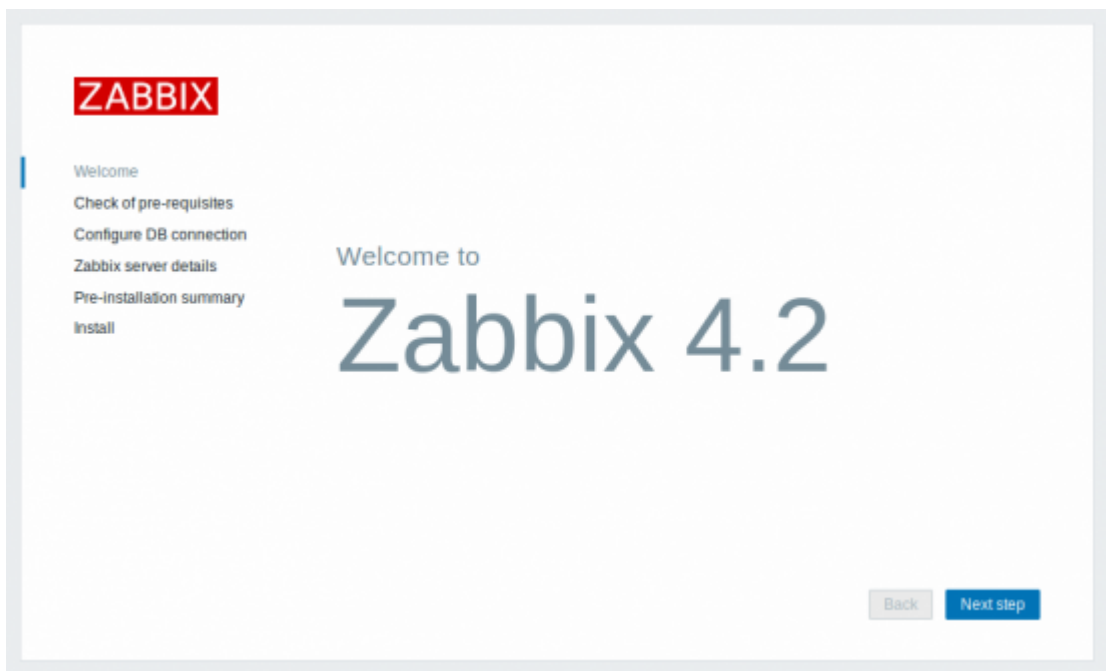 ZABBIX
Welcome
Check of pre-requisites
Configure DB connection
Zabbix server details
Pre-installation summary
Install
Welcome to
Zabbix 4.2
Back
Next step